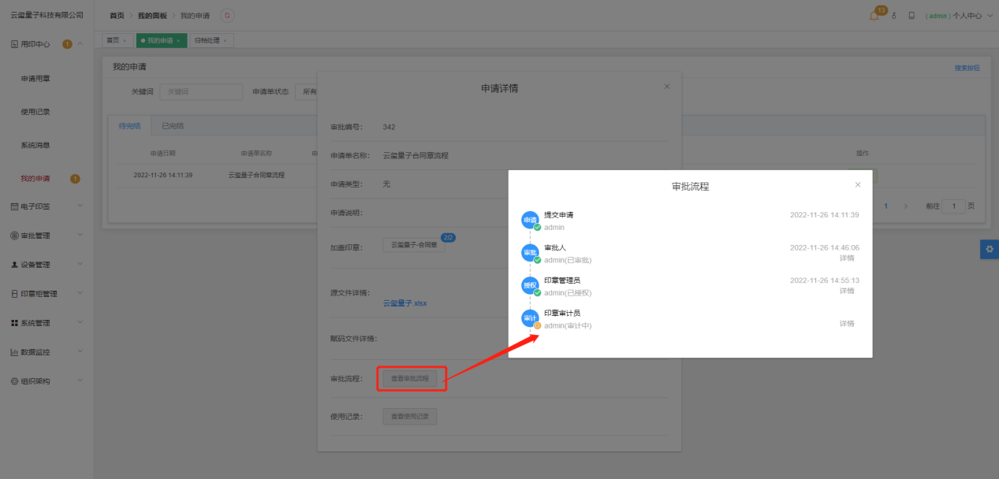 云玺量子科技有限公司
首页 > 我的面板 > 我的申请
13
(admin) 个人中心
用印中心 1
申请用章
使用记录
系统消息
我的申请 1
电子印签
审批管理
设备管理
印章柜管理
系统管理
数据监控
组织架构
首页 ×
我的申请 ×
归档处理 ×
我的申请
搜索按钮
关键词
关键词
申请单状态
所有
待完结
已完结
申请日期
申请单名称
申
操作
2022-11-26 14:11:39
云玺量子合同章流程
1
前往 1 页
申请详情
审批编号: 342
申请单名称: 云玺量子合同章流程
申请类型: 无
申请说明:
加盖印章: 云玺量子-合同章 2/2
源文件详情:
云玺量子.xlsx
赋码文件详情:
审批流程: 查看审批流程
使用记录: 查看使用记录
审批流程
申请 提交申请 2022-11-26 14:11:39
admin
审批 审批人 2022-11-26 14:46:06
admin(已审批) 详情
授权 印章管理员 2022-11-26 14:55:13
admin(已授权) 详情
审计 印章审计员
admin(审计中) 详情